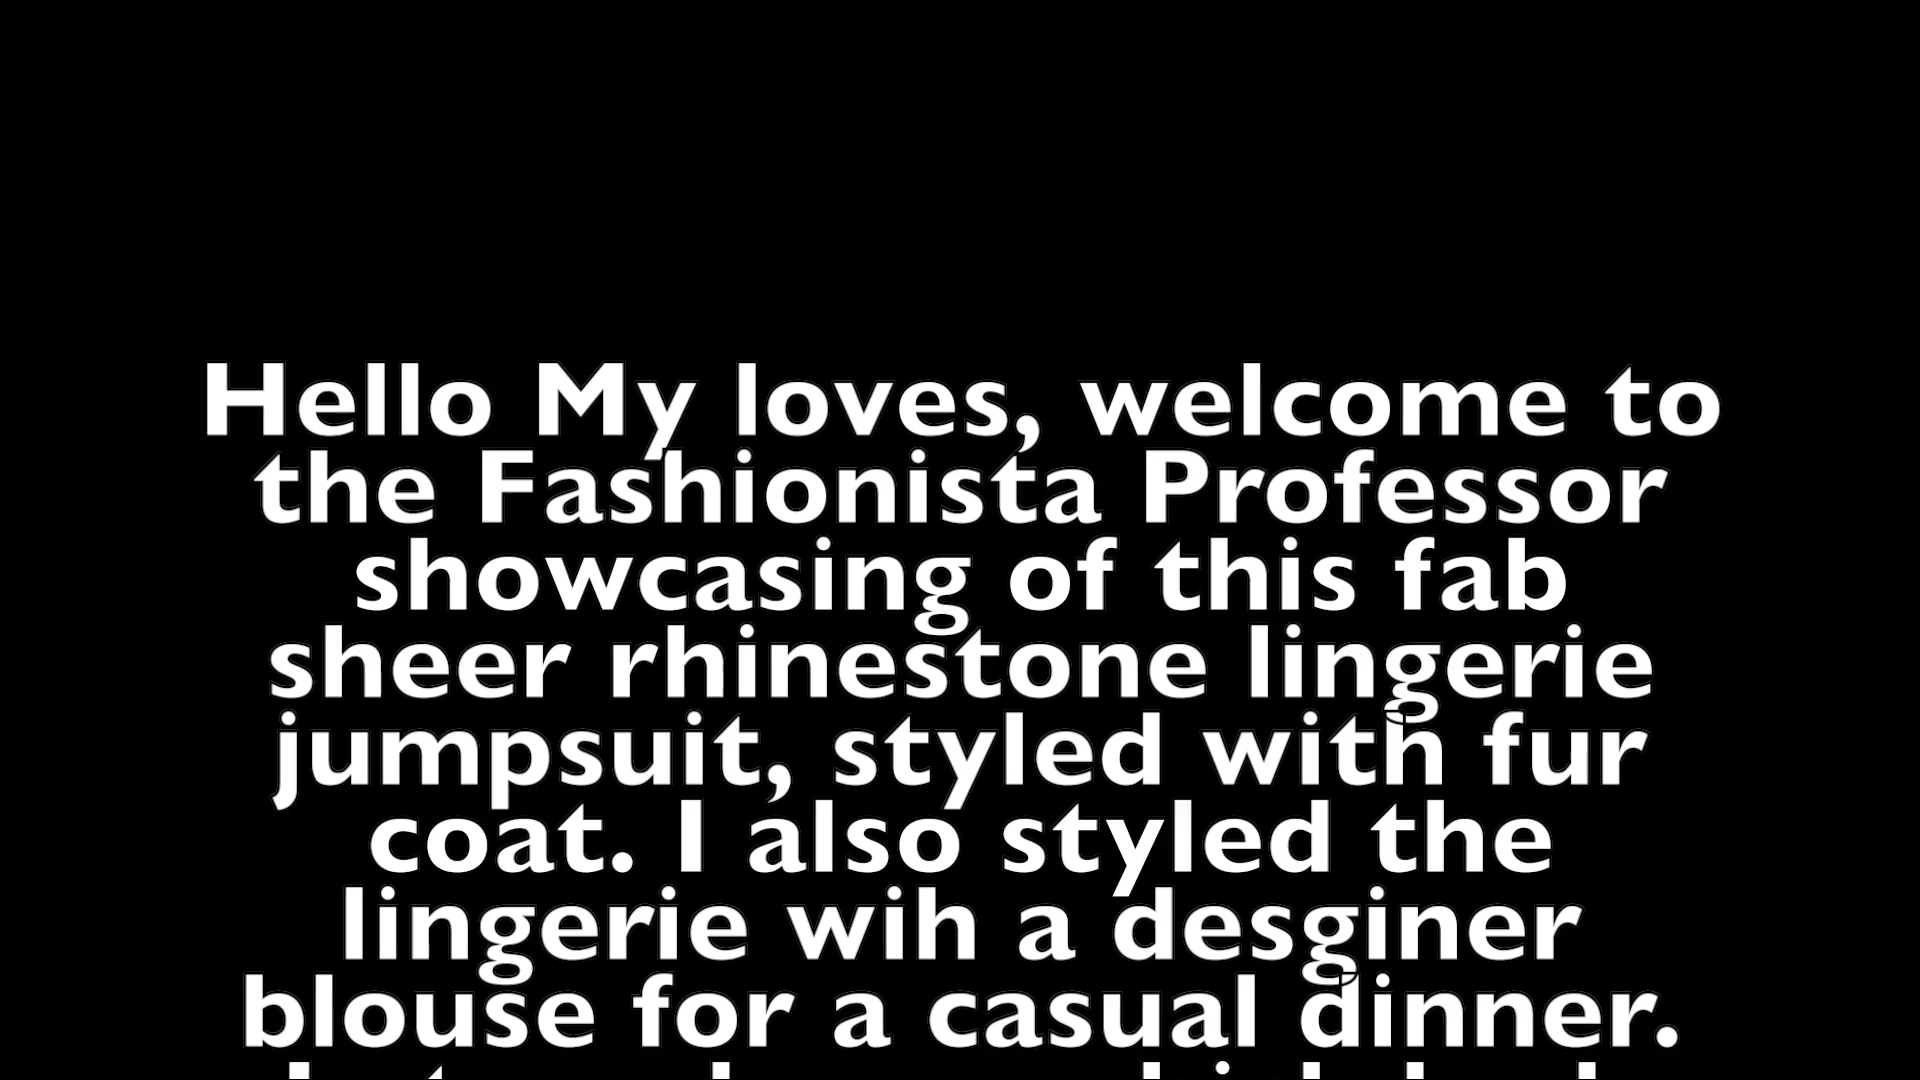 Hello My loves, welcome to
the Fashionista Professor
showcasing of this fab
sheer rhinestone lingerie
jumpsuit, styled with fur
coat. I also styled the
lingerie wih a desginer
blouse for a casual dinner.